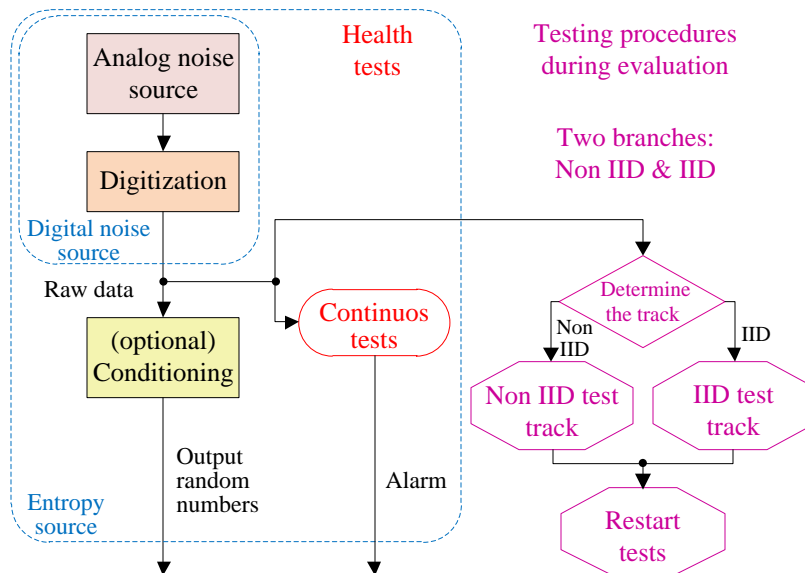 Analog noise
source
Digitization
Digital noise
source
Health
tests
Testing procedures
during evaluation
Two branches:
Non IID & IID
Raw data
(optional)
Conditioning
Continuos
tests
Determine
the track
Non
IID
IID
Non IID test
track
IID test
track
Output
random
numbers
Alarm
Entropy
source
Restart
tests